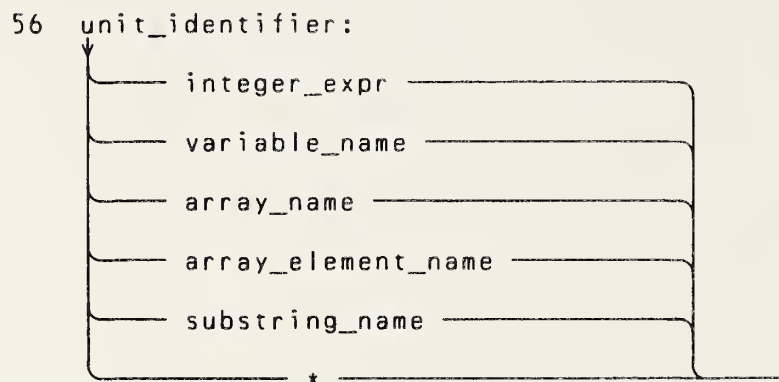 56 unit_identifier:
integer_expr
variable_name
array_name
array_element_name
substring_name
*